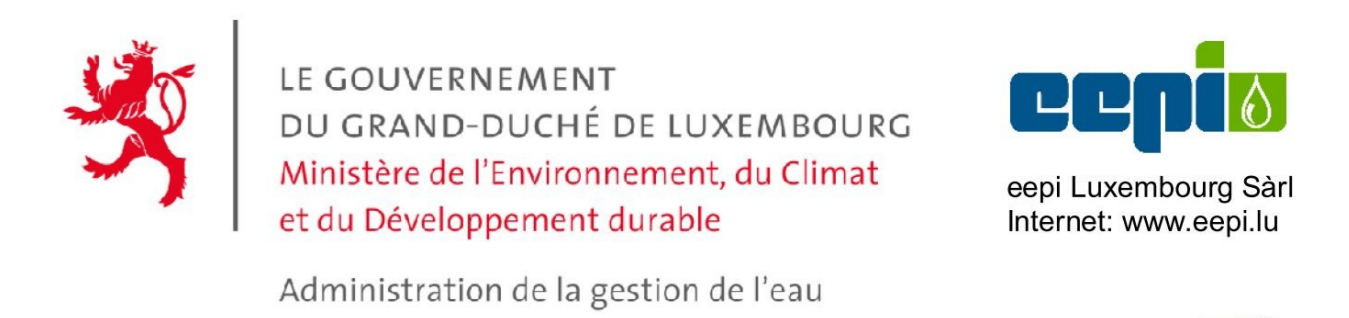 LE GOUVERNEMENT
DU GRAND-DUCHÉ DE LUXEMBOURG
Ministère de l'Environnement, du Climat
et du Développement durable
Administration de la gestion de l'eau
eepi
eepi Luxembourg Sàrl
Internet: www.eepi.lu